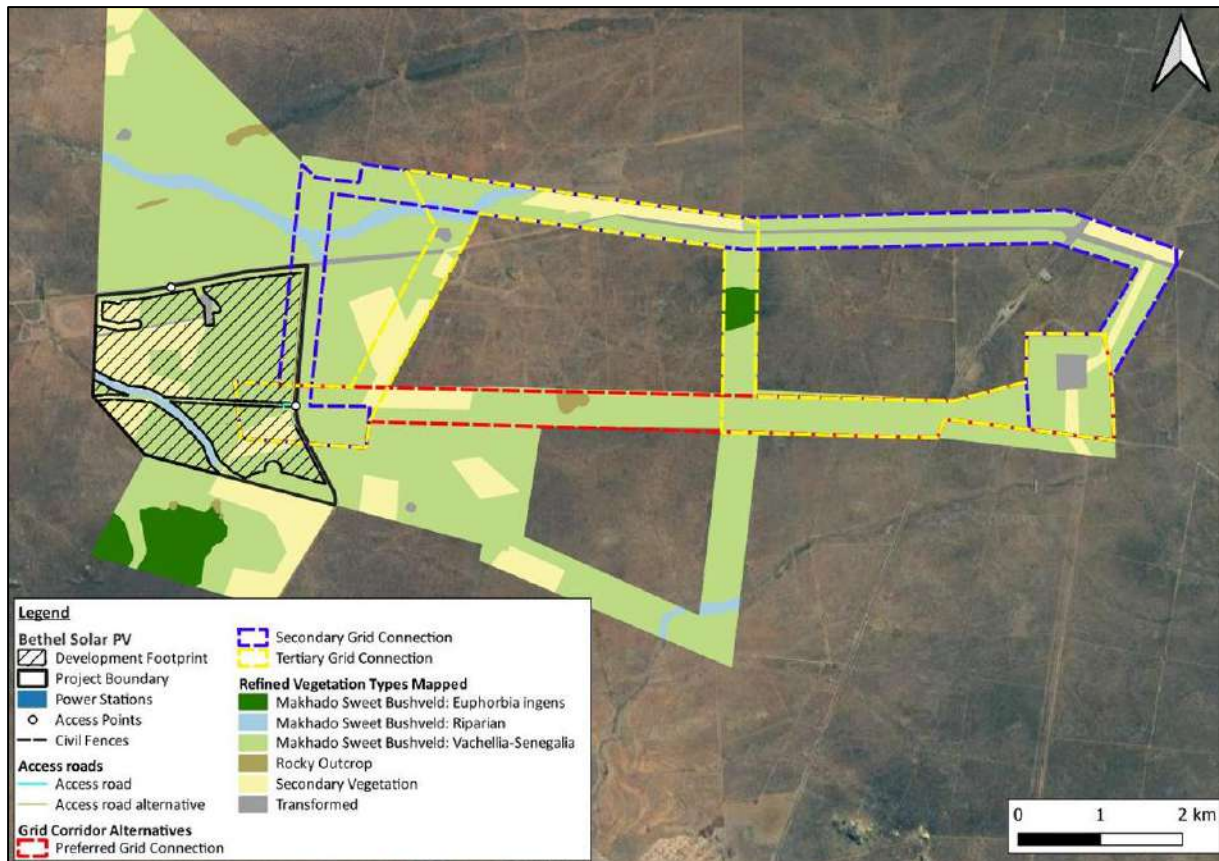 Legend
Bethel Solar PV
Development Footprint
Project Boundary
Power Stations
Access Points
Civil Fences
Access roads
Access road
Access road alternative
Grid Corridor Alternatives
Preferred Grid Connection
Secondary Grid Connection
Tertiary Grid Connection
Refined Vegetation Types Mapped
Makhado Sweet Bushveld: Euphorbia ingens
Makhado Sweet Bushveld: Riparian
Makhado Sweet Bushveld: Vachellia-Senegalia
Rocky Outcrop
Secondary Vegetation
Transformed
0 1 2 km